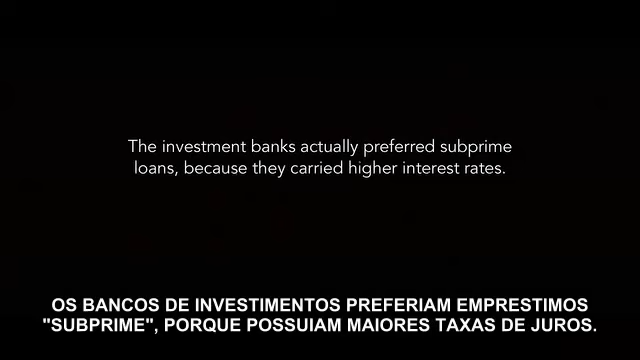 The investment banks actually preferred subprime
loans, because they carried higher interest rates.
OS BANCOS DE INVESTIMENTOS PREFERIAM EMPRESTIMOS
"SUBPRIME", PORQUE POSSUIAM MAIORES TAXAS DE JUROS.